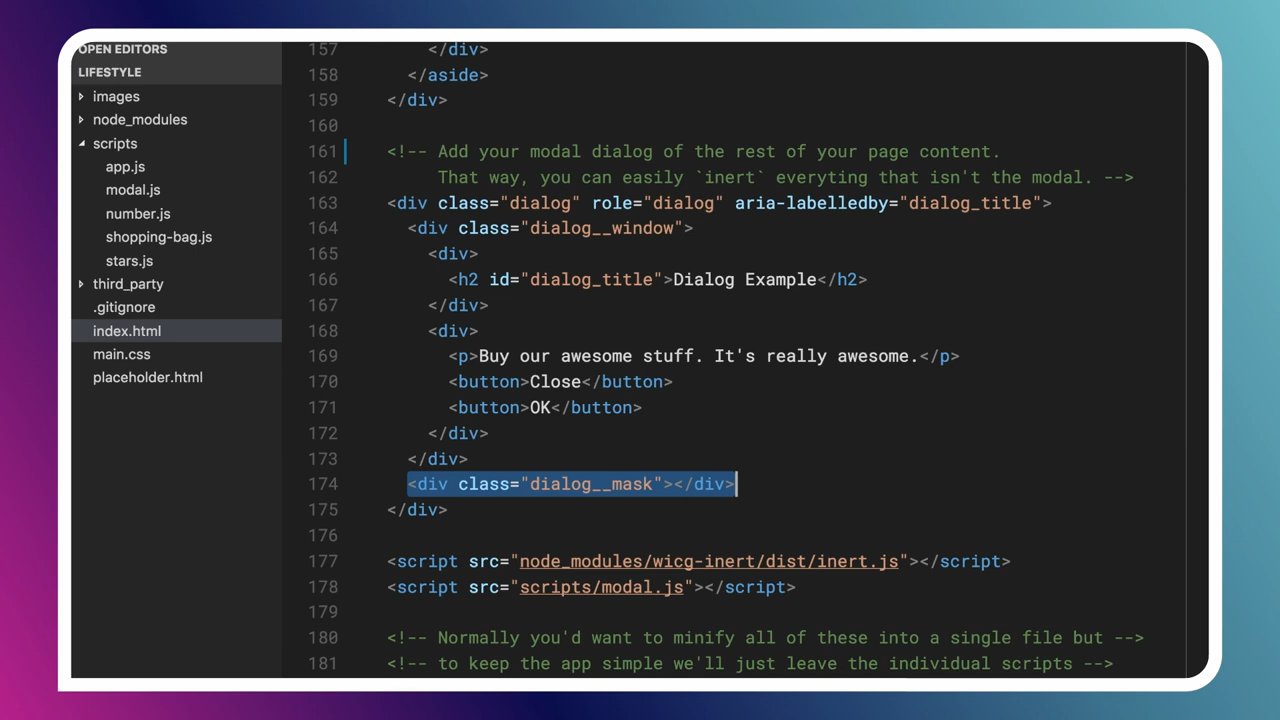 OPEN EDITORS
LIFESTYLE
images
node_modules
scripts
app.js
modal.js
number.js
shopping-bag.js
stars.js
third_party
.gitignore
index.html
main.css
placeholder.html
157 </div>
158 </aside>
159 </div>
160
161 <!-- Add your modal dialog of the rest of your page content.
162 That way, you can easily `inert` everyting that isn't the modal. -->
163 <div class="dialog" role="dialog" aria-labelledby="dialog_title">
164 <div class="dialog__window">
165 <div>
166 <h2 id="dialog_title">Dialog Example</h2>
167 </div>
168 <div>
169 <p>Buy our awesome stuff. It's really awesome.</p>
170 <button>Close</button>
171 <button>OK</button>
172 </div>
173 </div>
174 <div class="dialog__mask"></div>
175 </div>
176
177 <script src="node_modules/wicg-inert/dist/inert.js"></script>
178 <script src="scripts/modal.js"></script>
179
180 <!-- Normally you'd want to minify all of these into a single file but -->
181 <!-- to keep the app simple we'll just leave the individual scripts -->